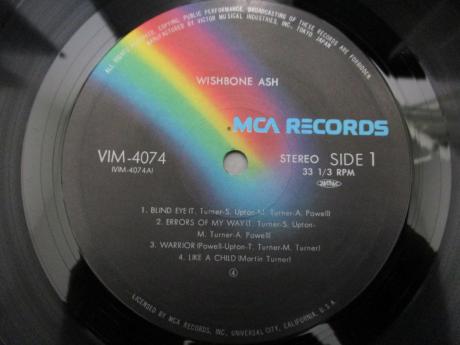 ALL RIGHTS RESERVED. UNAUTHORIZED COPYING, PUBLIC PERFORMANCE, BROADCASTING OF THESE RECORDS ARE FORBIDDEN.
MANUFACTURED BY VICTOR MUSICAL INDUSTRIES, INC. TOKYO JAPAN
WISHBONE ASH
MCA RECORDS
VIM-4074
(VIM-4074A)
STEREO SIDE 1
33 1/3 RPM
1. BLIND EYE(T. Turner-S. Upton-M. Turner-A. Powell)
2. ERRORS OF MY WAY(T. Turner-S. Upton-
M. Turner-A. Powell)
3. WARRIOR (Powell-Upton-T. Turner-M. Turner)
4. LIKE A CHILD (Martin Turner)
4
LICENSED BY MCA RECORDS, INC. UNIVERSAL CITY, CALIFORNIA, U.S.A.